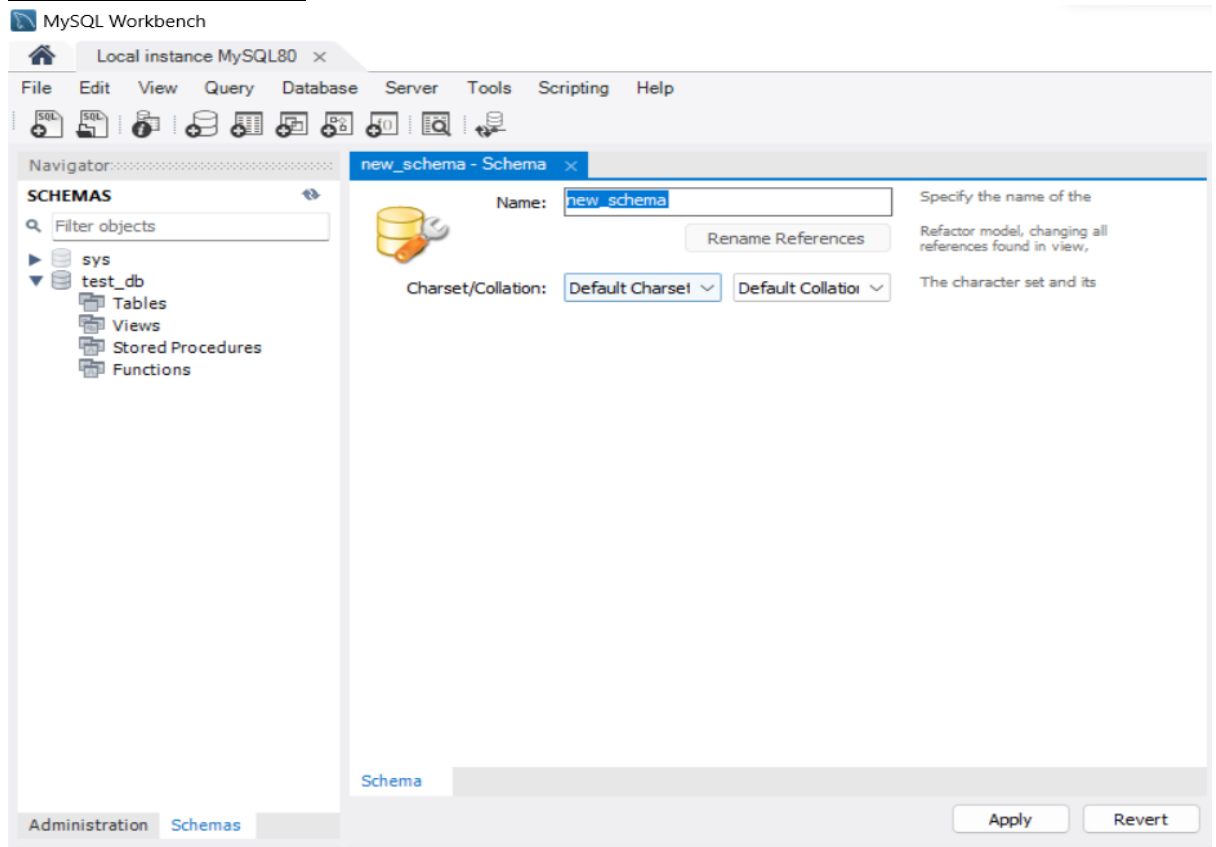 MySQL Workbench
Local instance MySQL80 ×
File Edit View Query Database Server Tools Scripting Help
Navigator
SCHEMAS
Filter objects
sys
test_db
Tables
Views
Stored Procedures
Functions
Administration Schemas
new_schema - Schema ×
Name: new_schema
Specify the name of the
Rename References
Refactor model, changing all
references found in view,
Charset/Collation: Default Charset Default Collation
The character set and its
Schema
Apply Revert